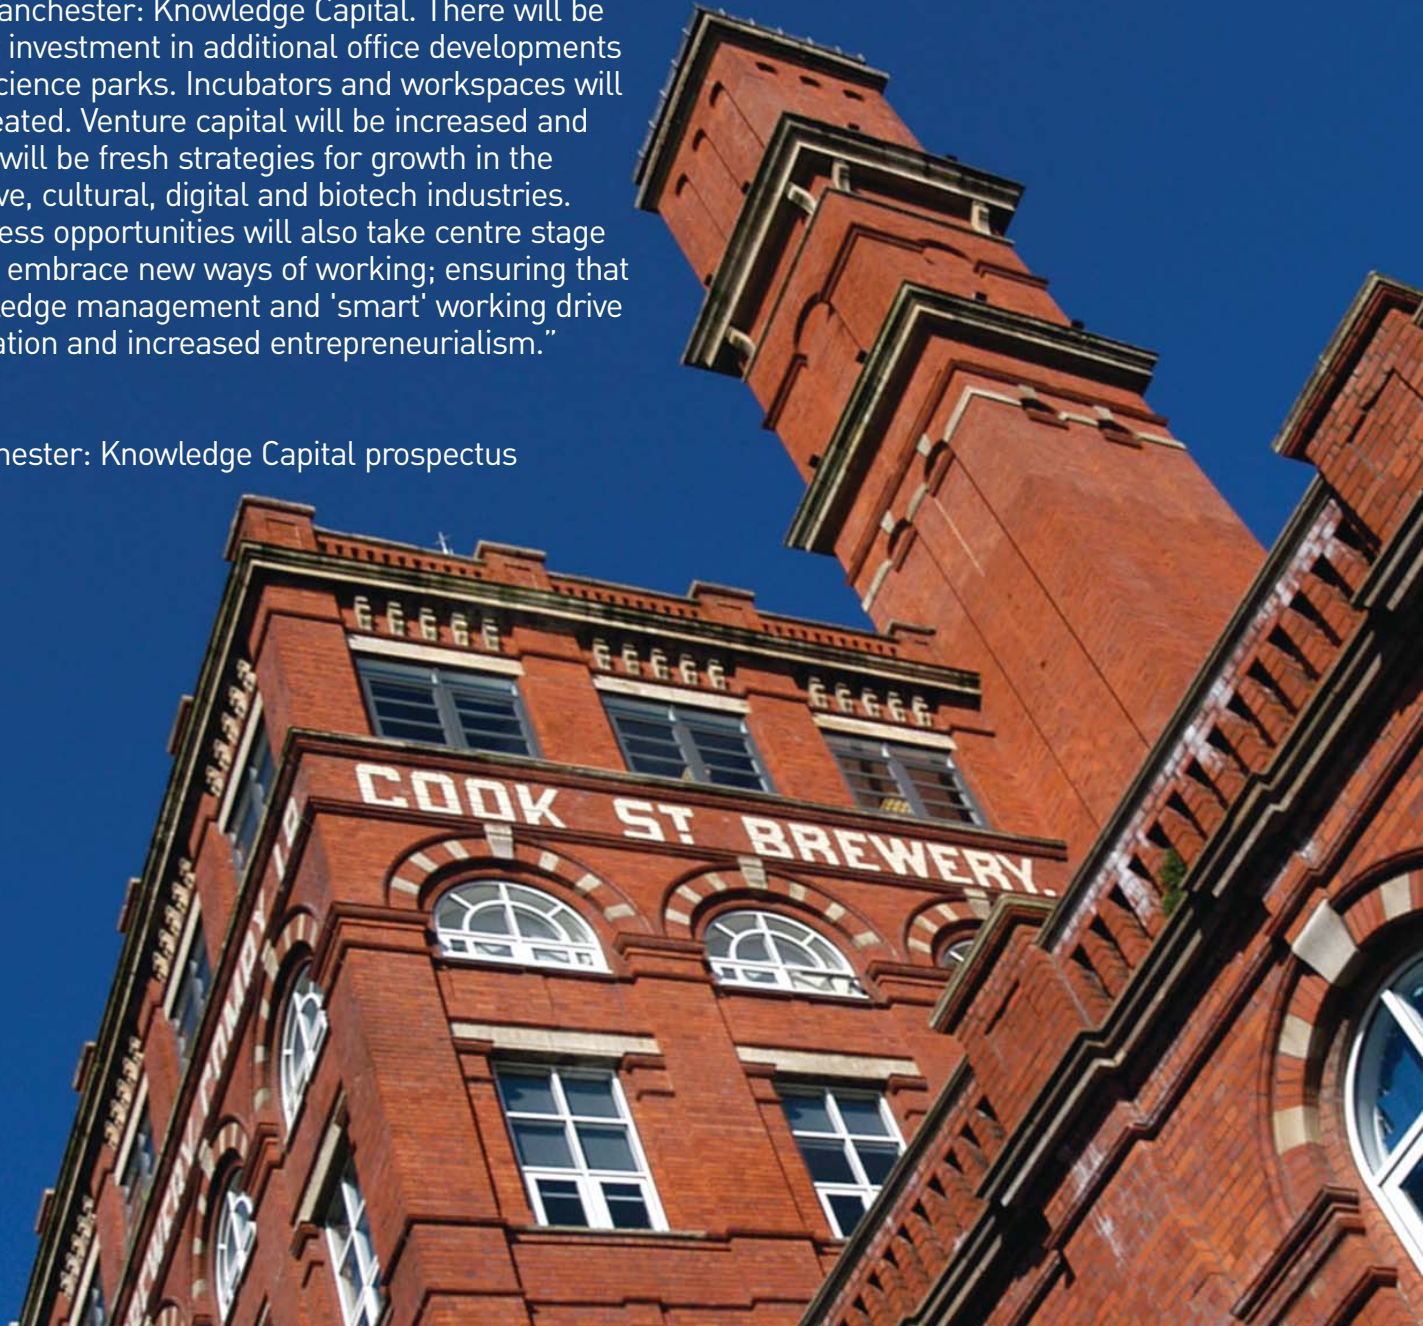 anchester: Knowledge Capital. There will be
investment in additional office developments
cience parks. Incubators and workspaces will
eated. Venture capital will be increased and
will be fresh strategies for growth in the
ve, cultural, digital and biotech industries.
ess opportunities will also take centre stage
embrace new ways of working; ensuring that
edge management and 'smart' working drive
ation and increased entrepreneurialism.”
hester: Knowledge Capital prospectus
COOK ST BREWERY.